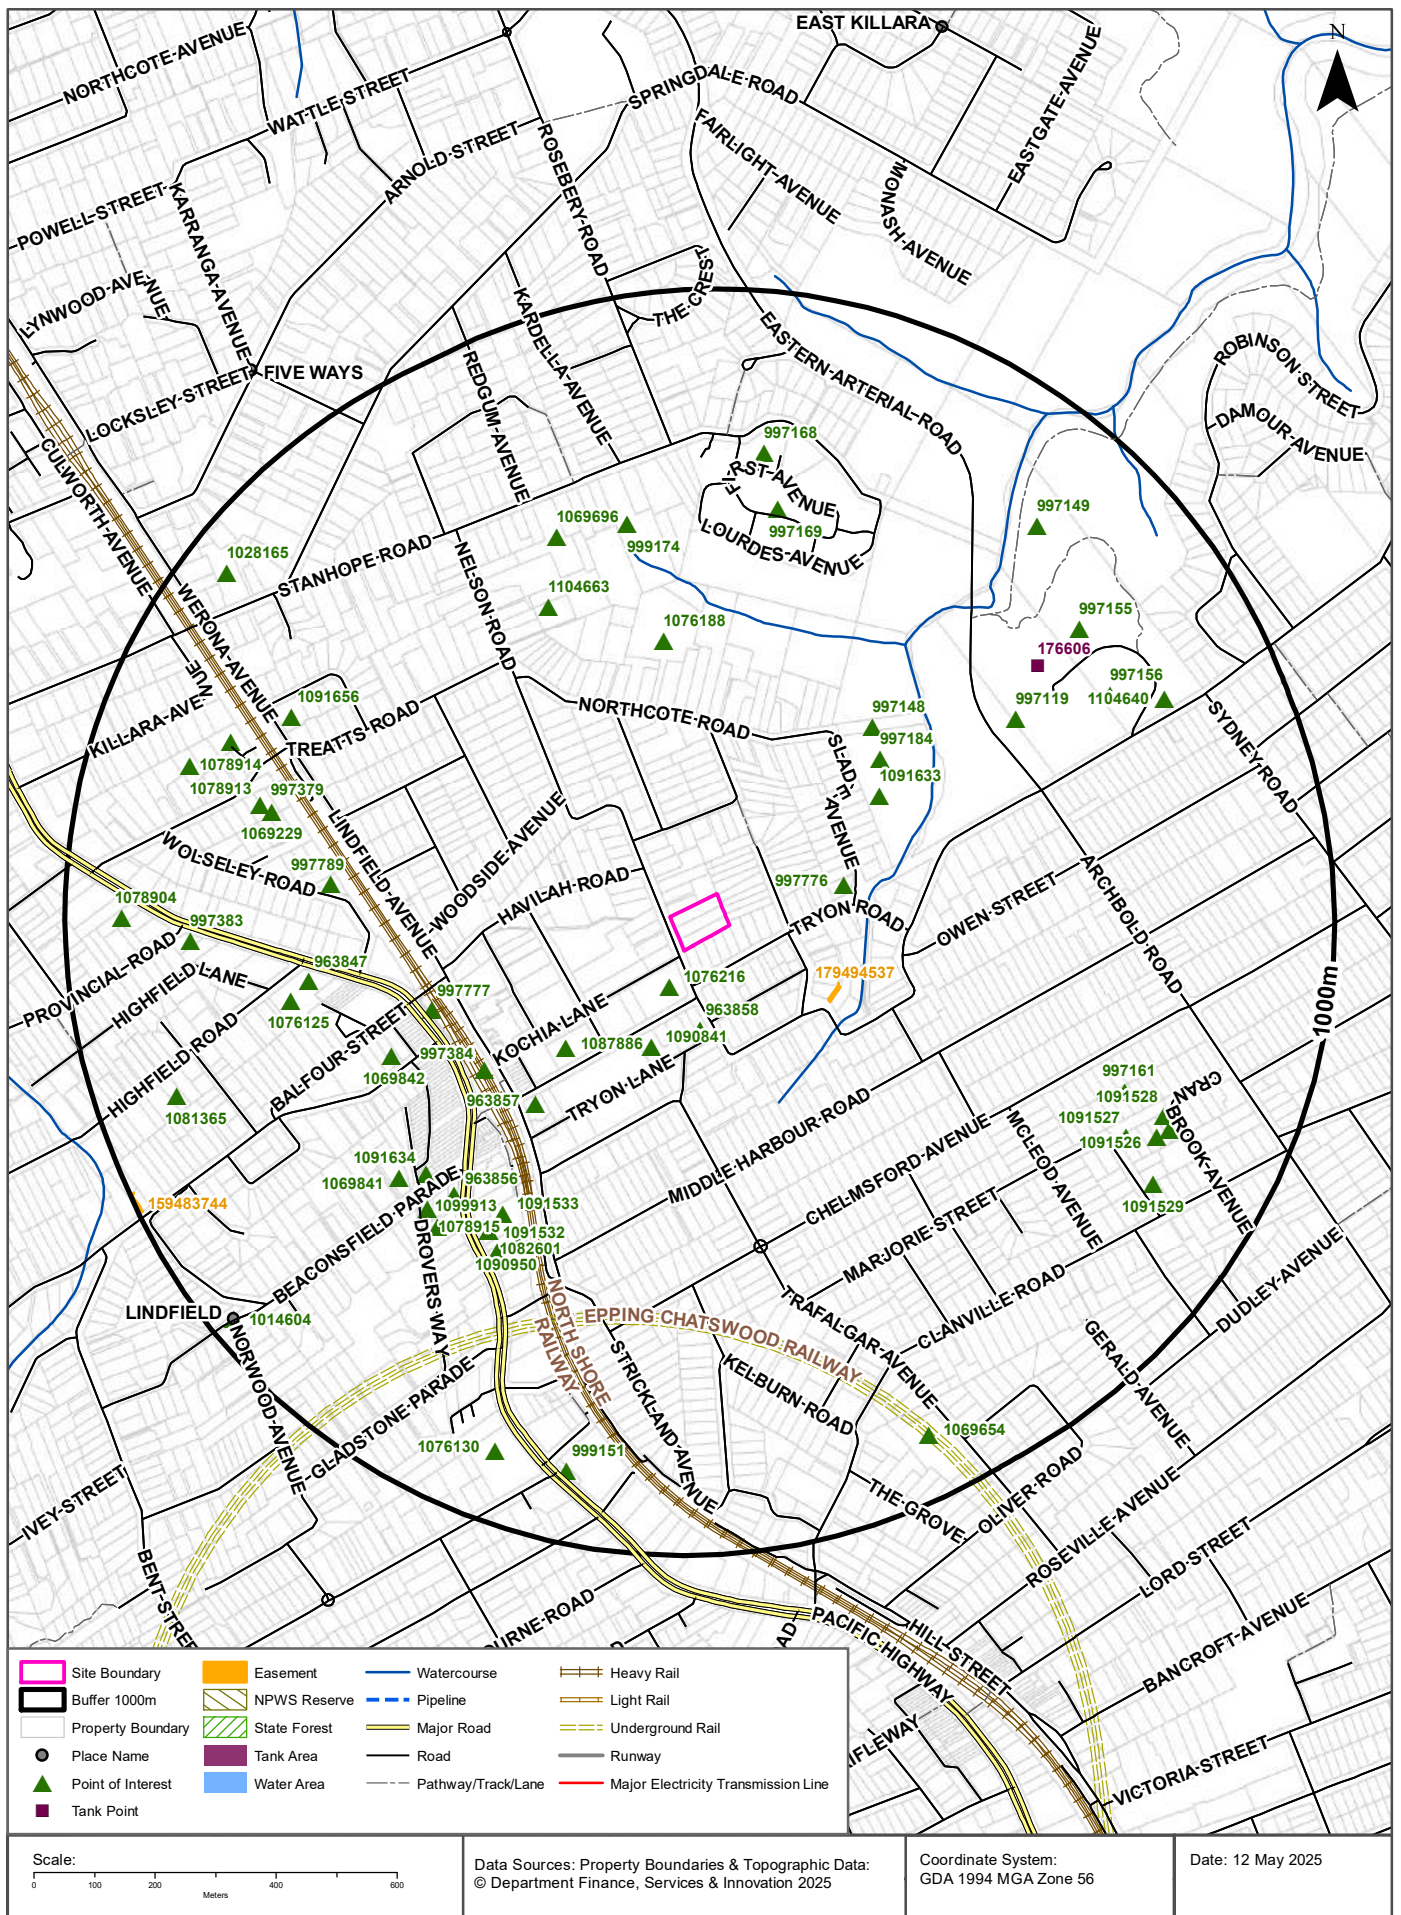 EAST KILLARA
N
NORTHCOTE-AVENUE
WATTLE STREET
SPRINGDALE-ROAD
EASTGATE-AVENUE
ARNOLD-STREET
ROSEBERY-ROAD
FAIRLIGHT-AVENUE
MONASH-AVENUE
POWELL-STREET
KARRANGA-AVENUE
LYNWOOD-AVE
NUE
THE-CREST
KARDELLA-AVENUE
EASTERN-ARTERIAL-ROAD
ROBINSON-STREET
DAMOUR-AVENUE
FIVE WAYS
LOCKSLEY-STREET
REDGUM-AVENUE
CULWORTH-AVENUE
997168
FIRST-AVENUE
997169
LOURDES-AVENUE
997149
1069696
999174
1028165
STANHOPE-ROAD
NELSON-ROAD
1104663
1076188
997155
176606
997156
1104640
997119
WERONA-AVENUE
KILLARA-AVE
NUE
1091656
TREATTS-ROAD
NORTHCOTE-ROAD
997148
997184
1091633
SLADE
AVENUE
SYDNEY-ROAD
1078914
1078913
997379
1069229
LINDFIELD-AVENUE
WOODSIDE-AVENUE
WOLSELEY-ROAD
997789
HAVILAH-ROAD
997776
TRYON-ROAD
OWEN-STREET
ARCHBOLD-ROAD
1078904
997383
PROVINCIAL-ROAD
HIGHFIELD-LANE
963847
1076125
997777
1076216
179494537
963858
1000m
KOCHIA-LANE
1087886
1090841
HIGHFIELD-ROAD
BALFOUR-STREET
997384
1069842
963857
TRYON-LANE
1081365
MIDDLE-HARBOUR-ROAD
CHELMSFORD-AVENUE
MCLEOD-AVENUE
997161
1091528
1091527
1091526
CRAN
BROOK-AVENUE
1091529
1091634
1069841
963856
1099913
1091533
1078915
1091532
1082601
1090950
159483744
BEACONSFIELD-PARADE
DROVERS-WAY
MARJORIE-STREET
CLANVILLE-ROAD
DUDLEY-AVENUE
LINDFIELD
1014604
NORWOOD-AVENUE
NORTH SHORE
RAILWAY
EPPING CHATSWOOD RAILWAY
TRAFALGAR-AVENUE
GERALD-AVENUE
STRICKLAND-AVENUE
KELBURN-ROAD
GLADSTONE-PARADE
1076130
999151
1069654
IVEY-STREET
THE-GROVE
OLIVER-ROAD
ROSEVILLE-AVENUE
LORD-STREET
BENT-STREE
OURNE-ROAD
AD
PACIFIC-HIGHWAY
HILL-STREET
BANCROFT-AVENUE
IFLEWAY
VICTORIA-STREET
Site Boundary
Buffer 1000m
Property Boundary
Place Name
Point of Interest
Tank Point
Easement
NPWS Reserve
State Forest
Tank Area
Water Area
Watercourse
Pipeline
Major Road
Road
Pathway/Track/Lane
Heavy Rail
Light Rail
Underground Rail
Runway
Major Electricity Transmission Line
Scale:
0 100 200 600
Meters
Data Sources: Property Boundaries & Topographic Data:
© Department Finance, Services & Innovation 2025
Coordinate System:
GDA 1994 MGA Zone 56
Date: 12 May 2025